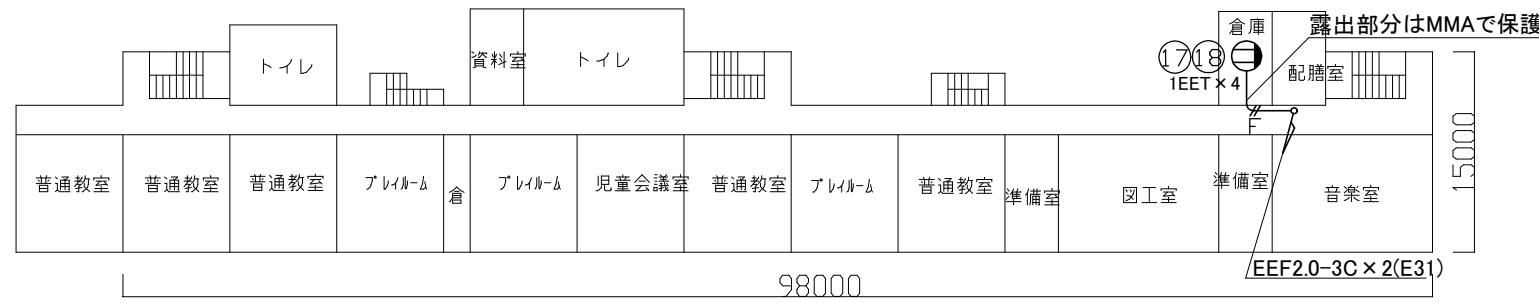 露出部分はMMAで保護
倉庫
資料室
トイレ
トイレ
17 18
1EET×4
配膳室
F
15000
普通教室
普通教室
普通教室
プレイルーム
倉
プレイルーム
児童会議室
普通教室
プレイルーム
普通教室
準備室
図工室
準備室
音楽室
EEF2.0-3C×2(E31)
98000